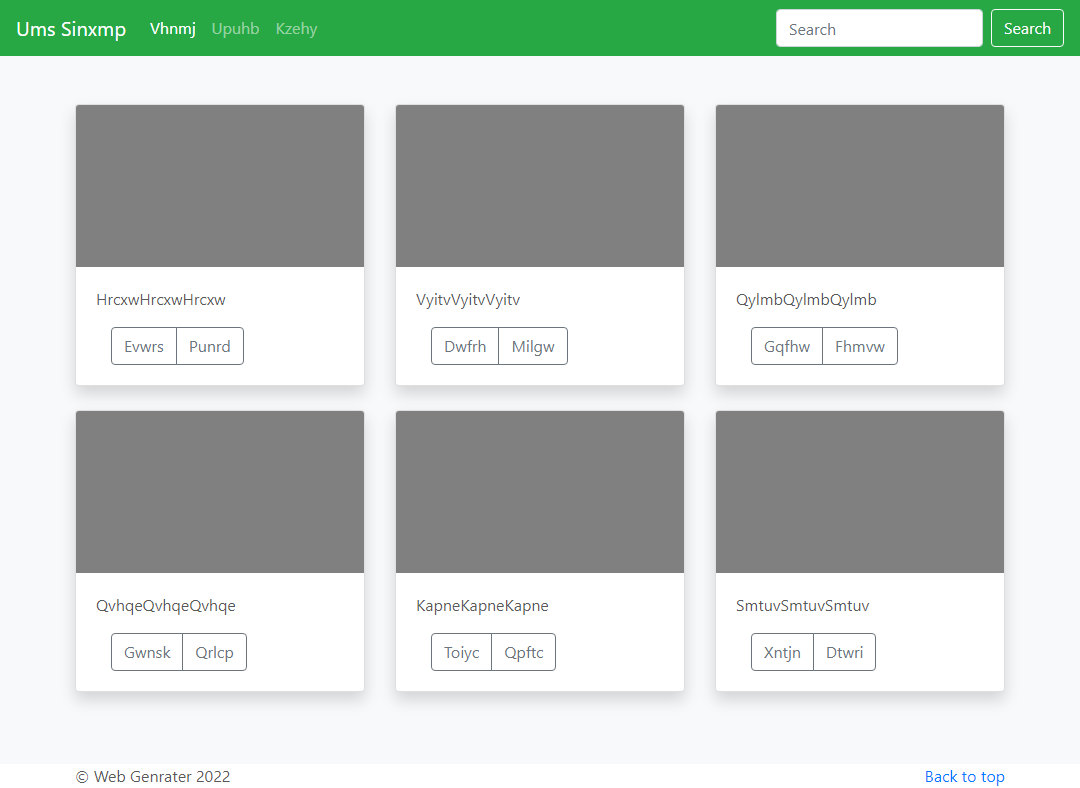 Ums Sinxmp Vhnmj Upuhb Kzehy Search Search
HrcxwHrcxwHrcxw VyitvVyitvVyitv QylmbQylmbQylmb
Evwrs Punrd Dwfrh Milgw Gqfhw Fhmvw
QvhqeQvhqeQvhqe KapneKapneKapne SmtuvSmtuvSmtuv
Gwnsk Qrlcp Toiyc Qpftc Xntjn Dtwri
© Web Genrater 2022 Back to top